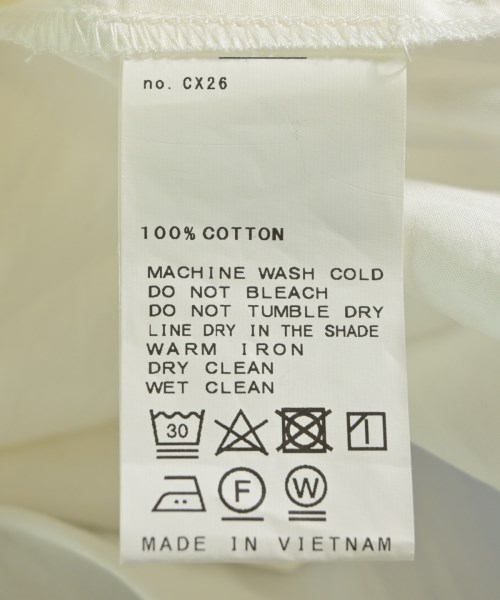 no. CX26
100% COTTON
MACHINE WASH COLD
DO NOT BLEACH
DO NOT TUMBLE DRY
LINE DRY IN THE SHADE
WARM IRON
DRY CLEAN
WET CLEAN
30
F W
MADE IN VIETNAM